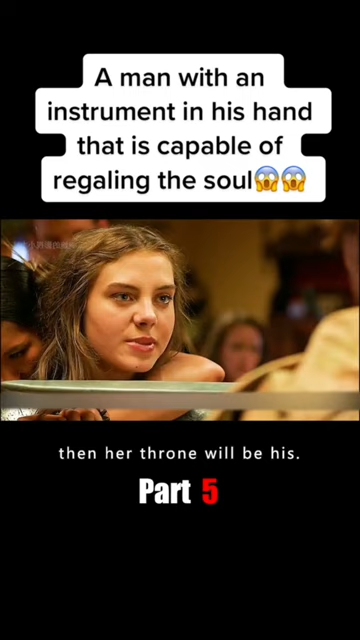 A man with an
instrument in his hand
that is capable of
regaling the soul😱😱
then her throne will be his.
Part 5